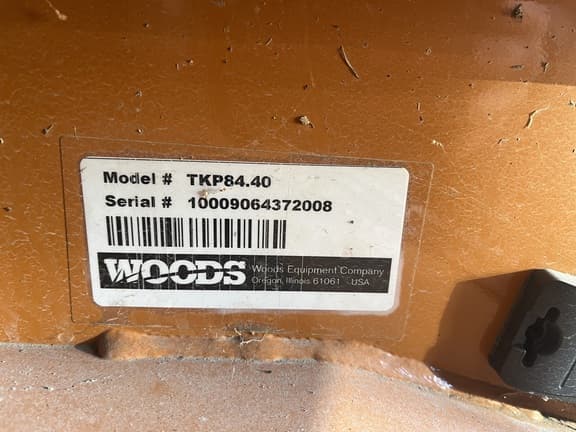 Model # TKP84.40
Serial # 10009064372008
WOODS
Woods Equipment Company
Oregon, Illinois 61061 USA